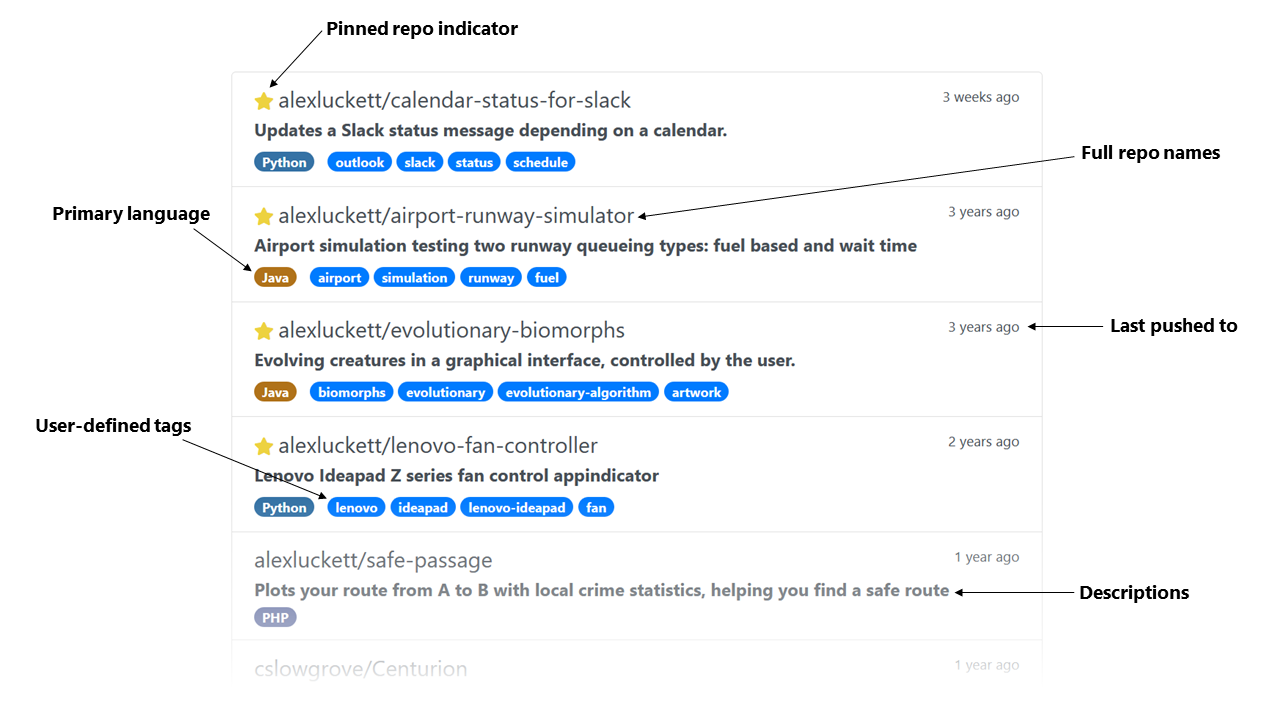 Pinned repo indicator
alexluckett/calendar-status-for-slack
3 weeks ago
Updates a Slack status message depending on a calendar.
Python outlook slack status schedule
Full repo names
Primary language
alexluckett/airport-runway-simulator
3 years ago
Airport simulation testing two runway queueing types: fuel based and wait time
Java airport simulation runway fuel
alexluckett/evolutionary-biomorphs
3 years ago
Last pushed to
Evolving creatures in a graphical interface, controlled by the user.
Java biomorphs evolutionary evolutionary-algorithm artwork
User-defined tags
alexluckett/lenovo-fan-controller
2 years ago
Lenovo Ideapad Z series fan control appindicator
Python lenovo ideapad lenovo-ideapad fan
alexluckett/safe-passage
1 year ago
Plots your route from A to B with local crime statistics, helping you find a safe route
Descriptions
PHP
cslowgrove/Centurion
1 year ago